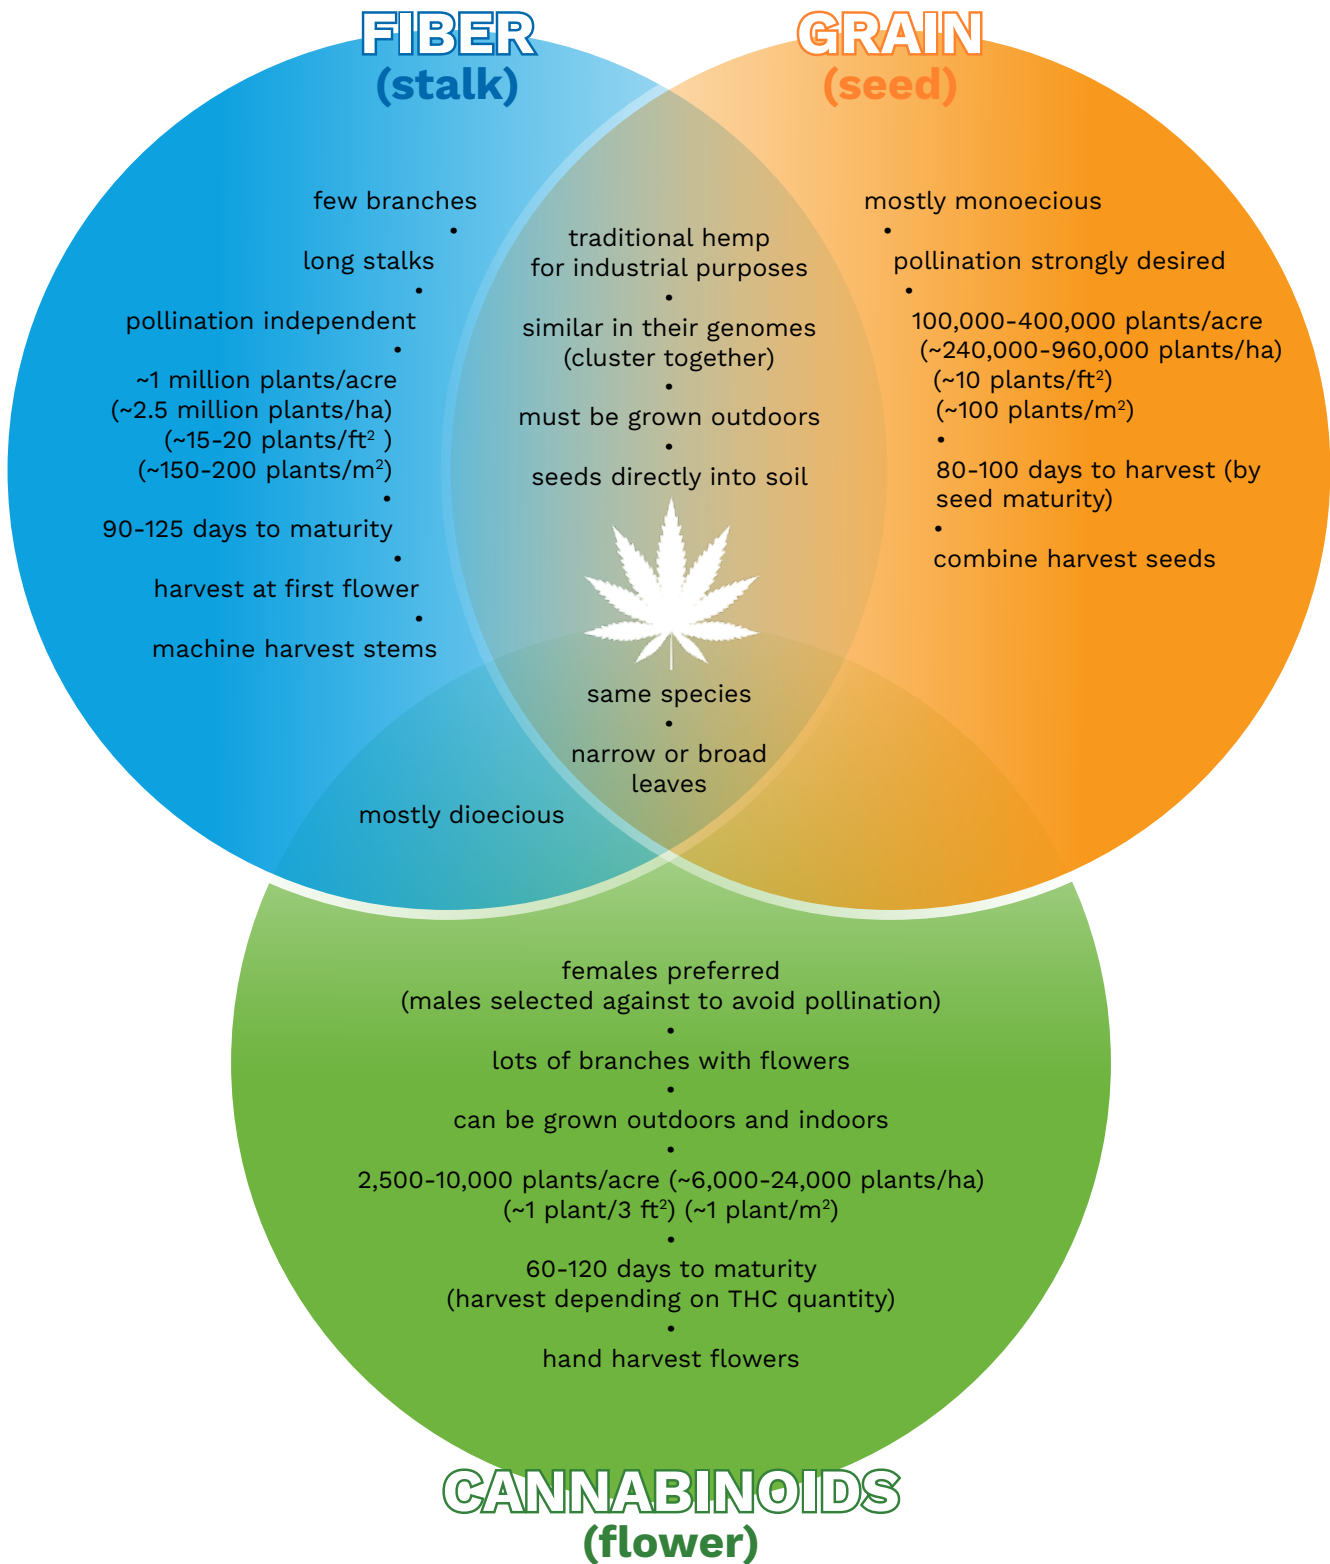 FIBER
(stalk)
few branches
•
long stalks
•
pollination independent
•
~1 million plants/acre
(~2.5 million plants/ha)
(~15-20 plants/ft² )
(~150-200 plants/m²)
•
90-125 days to maturity
•
harvest at first flower
•
machine harvest stems
GRAIN
(seed)
mostly monoecious
•
pollination strongly desired
•
100,000-400,000 plants/acre
(~240,000-960,000 plants/ha)
(~10 plants/ft²)
(~100 plants/m²)
•
80-100 days to harvest (by
seed maturity)
•
combine harvest seeds
traditional hemp
for industrial purposes
•
similar in their genomes
(cluster together)
•
must be grown outdoors
•
seeds directly into soil
same species
•
narrow or broad
leaves
mostly dioecious
females preferred
(males selected against to avoid pollination)
•
lots of branches with flowers
•
can be grown outdoors and indoors
•
2,500-10,000 plants/acre (~6,000-24,000 plants/ha)
(~1 plant/3 ft²) (~1 plant/m²)
•
60-120 days to maturity
(harvest depending on THC quantity)
•
hand harvest flowers
CANNABINOIDS
(flower)